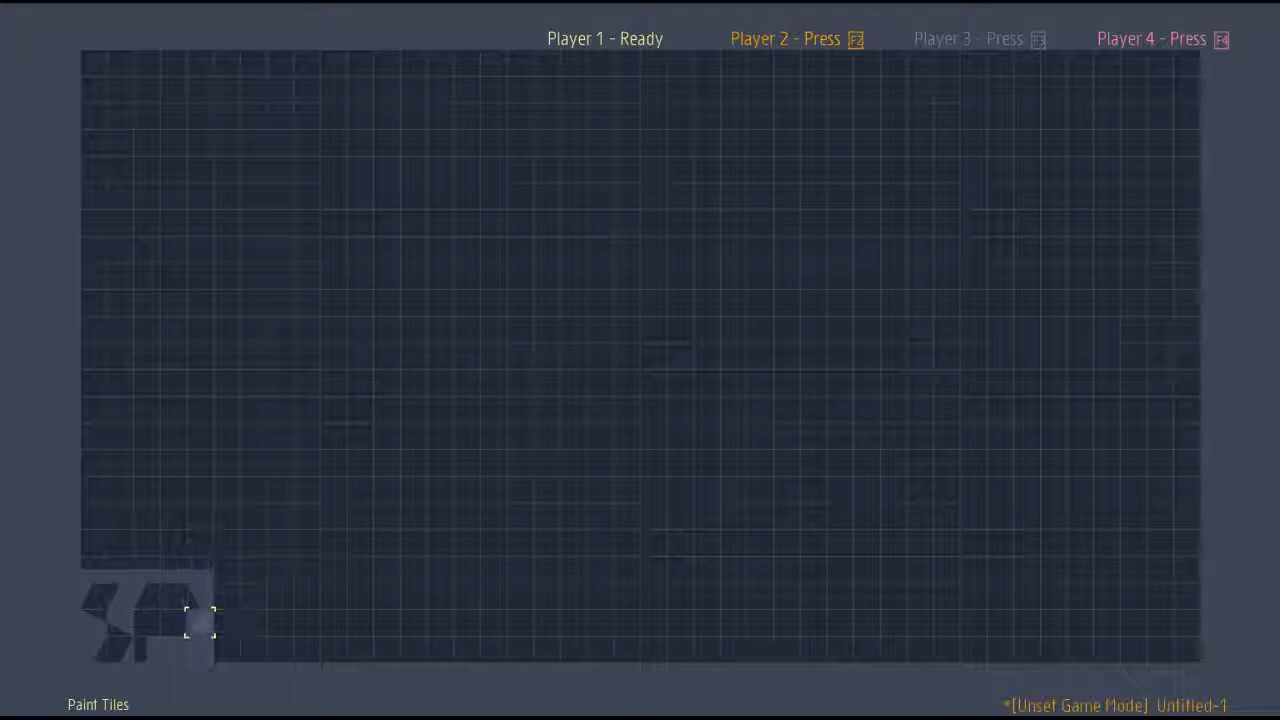 Player 1 - Ready Player 2 - Press F2 Player 3 - Press F3 Player 4 - Press F4
Paint Tiles *[Unset Game Mode] Untitled-1